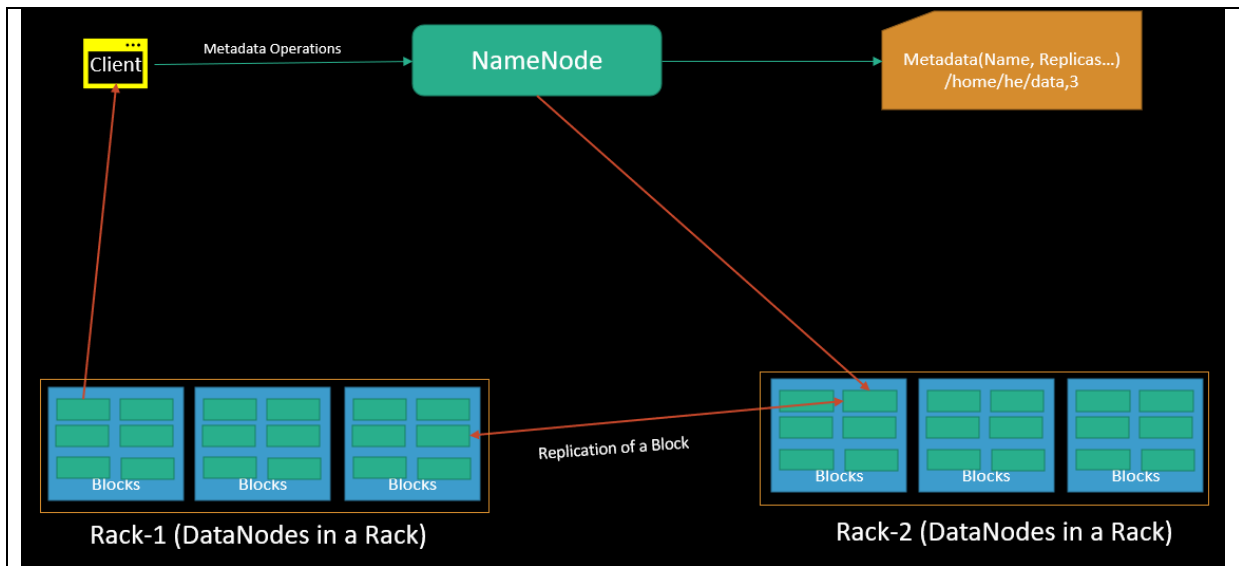 Client
Metadata Operations
NameNode
Metadata(Name, Replicas...)
/home/he/data,3
Replication of a Block
Blocks
Blocks
Blocks
Blocks
Blocks
Blocks
Rack-1 (DataNodes in a Rack)
Rack-2 (DataNodes in a Rack)